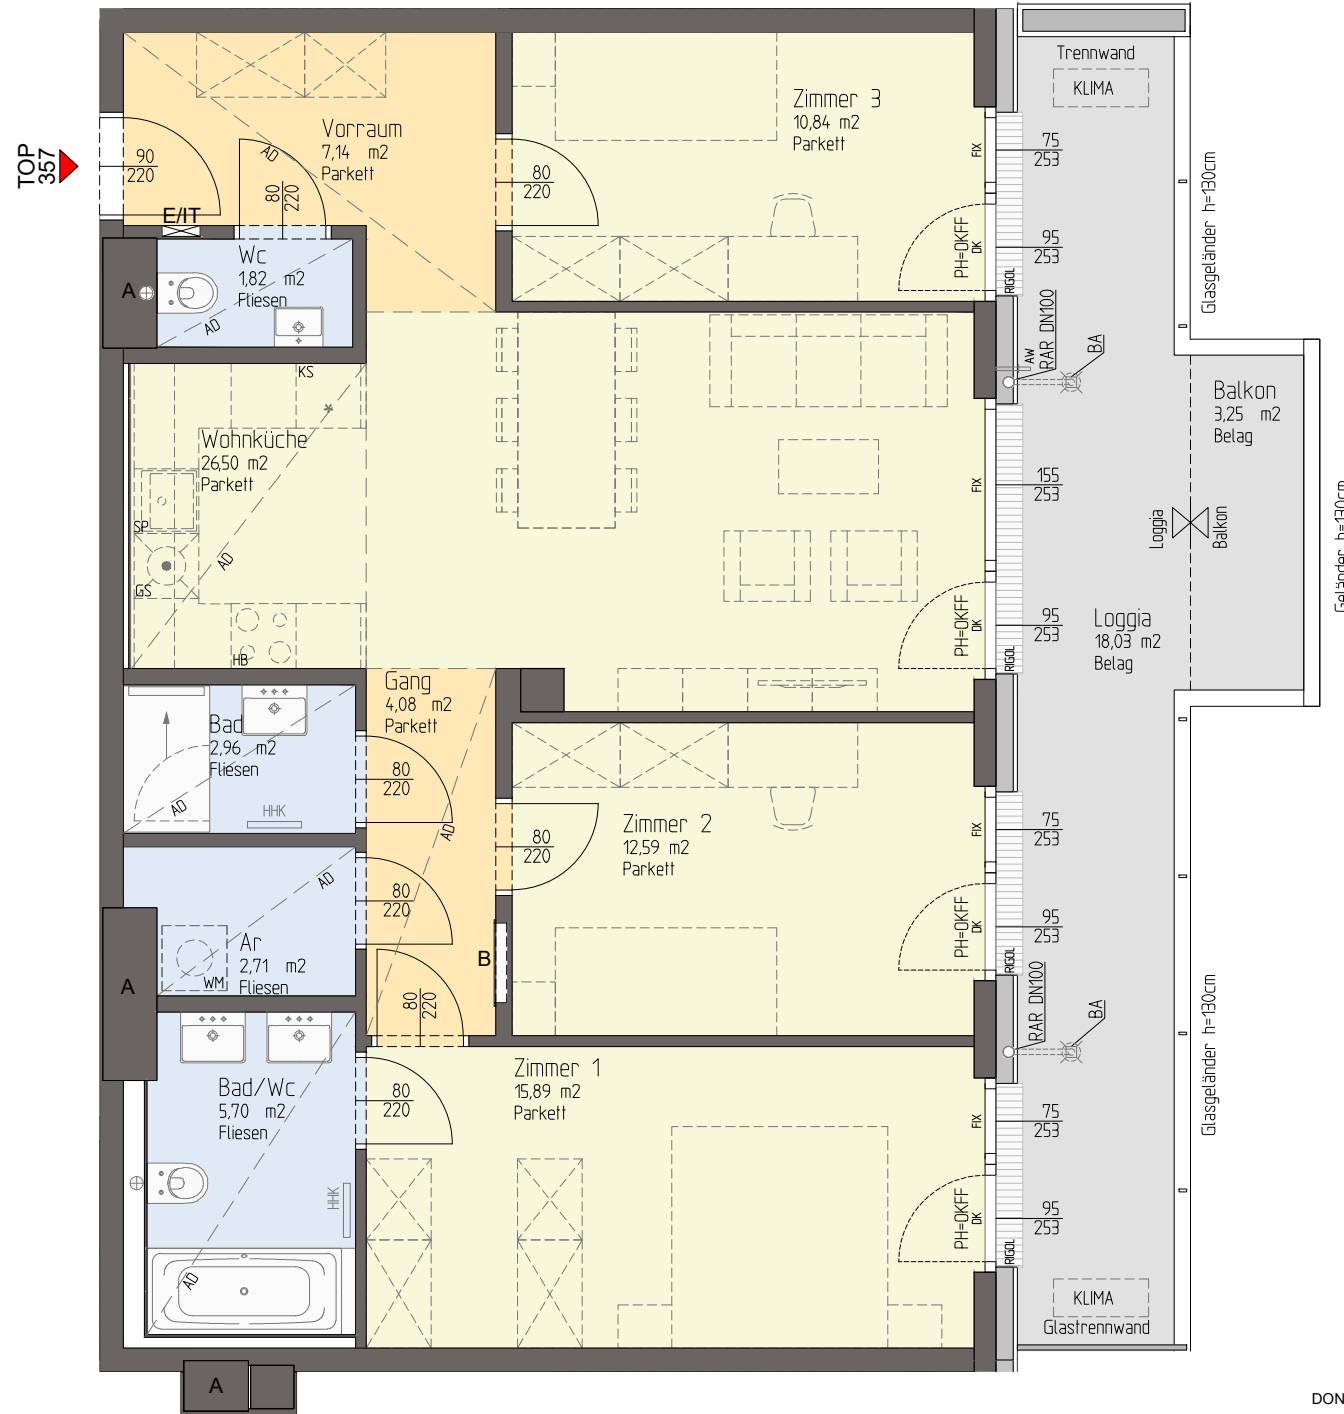 TOP
357
90
220
E/IT
Vorraum
7,14 m2
Parkett
AD
80
220
80
220
Zimmer 3
10,84 m2
Parkett
FIX
75
253
PH=OKFF
DK
95
253
RIGOL
Trennwand
KLIMA
Glasgeländer h=130cm
A
Wc
1,82 m2
Fliesen
AD
KS
Wohnküche
26,50 m2
Parkett
SP
GS
AD
HB
AW
RAR DN100
BA
FIX
155
253
PH=OKFF
DK
95
253
RIGOL
Balkon
3,25 m2
Belag
Loggia
Balkon
Geländer h=130cm
Loggia
18,03 m2
Belag
Gang
4,08 m2
Parkett
AD
Bad
2,96 m2
Fliesen
AD
HHK
80
220
80
220
80
220
80
220
B
Zimmer 2
12,59 m2
Parkett
FIX
75
253
PH=OKFF
DK
95
253
RIGOL
RAR DN100
BA
Glasgeländer h=130cm
A
Ar
2,71 m2
Fliesen
AD
WM
Bad/Wc
5,70 m2
Fliesen
HHK
AD
80
220
Zimmer 1
15,89 m2
Parkett
FIX
75
253
PH=OKFF
DK
95
253
RIGOL
KLIMA
Glastrennwand
A
DON